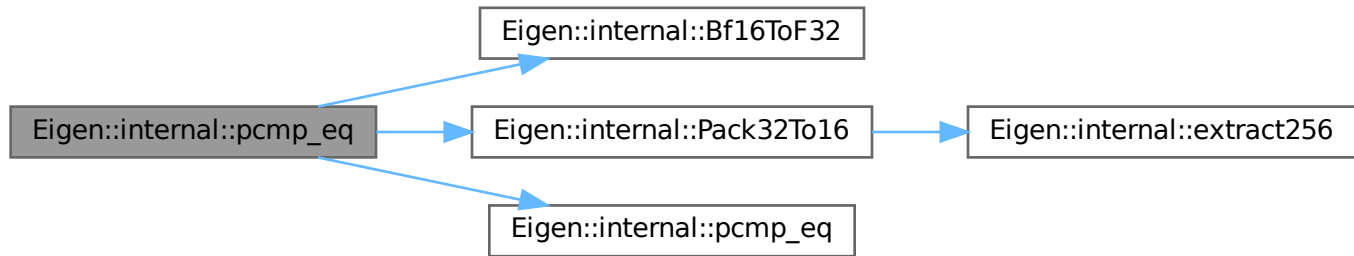 Eigen::internal::Bf16ToF32
Eigen::internal::pcmp_eq
Eigen::internal::Pack32To16
Eigen::internal::extract256
Eigen::internal::pcmp_eq